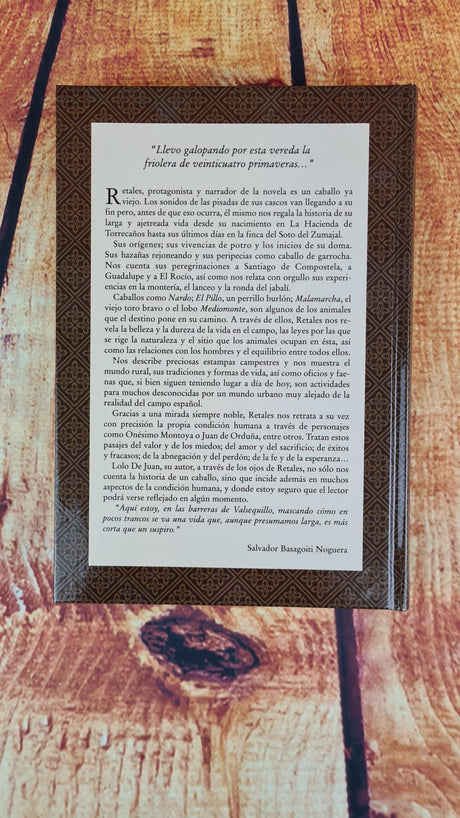 “Llevo galopando por esta vereda la
friolera de veinticuatro primaveras...”
Retales, protagonista y narrador de la novela es un caballo ya
viejo. Los sonidos de las pisadas de sus cascos van llegando a su
fin pero, antes de que eso ocurra, él mismo nos regala la historia de su
larga y ajetreada vida desde su nacimiento en La Hacienda de
Torrecaños hasta sus últimos días en la finca del Soto del Zumajal.
Sus orígenes; sus vivencias de potro y los inicios de su doma.
Sus hazañas rejoneando y sus peripecias como caballo de garrocha.
Nos cuenta sus peregrinaciones a Santiago de Compostela, a
Guadalupe y a El Rocío, así como nos relata con orgullo sus experi-
encias en la montería, el lanceo y la ronda del jabalí.
Caballos como Nardo; El Pillo, un perrillo burlón; Malamarcha, el
viejo toro bravo o el lobo Mediomonte, son algunos de los animales
que el destino pone en su camino. A través de ellos, Retales nos re-
vela la belleza y la dureza de la vida en el campo, las leyes por las que
se rige la naturaleza y el sitio que los animales ocupan en ésta, así
como las relaciones con los hombres y el equilibrio entre todos ellos.
Nos describe preciosas estampas campestres y nos muestra el
mundo rural, sus tradiciones y formas de vida, así como oficios y fae-
nas que, si bien siguen teniendo lugar a día de hoy, son actividades
para muchos desconocidas por un mundo urbano muy alejado de la
realidad del campo español.
Gracias a una mirada siempre noble, Retales nos retrata a su vez
con precisión la propia condición humana a través de personajes
como Onésimo Montoya o Juan de Orduña, entre otros. Tratan estos
pasajes del valor y de los miedos; del amor y del sacrificio; de éxitos
y fracasos; de la abnegación y del perdón; de la fe y de la esperanza...
Lolo De Juan, su autor, a través de los ojos de Retales, no sólo nos
cuenta la historia de un caballo, sino que incide además en muchos
aspectos de la condición humana, y donde estoy seguro que el lector
podrá verse reflejado en algún momento.
“Aquí estoy, en las barreras de Valsequillo, mascando cómo en
pocos trancos se va una vida que, aunque presumamos larga, es más
corta que un suspiro.”
Salvador Basagoiti Noguera